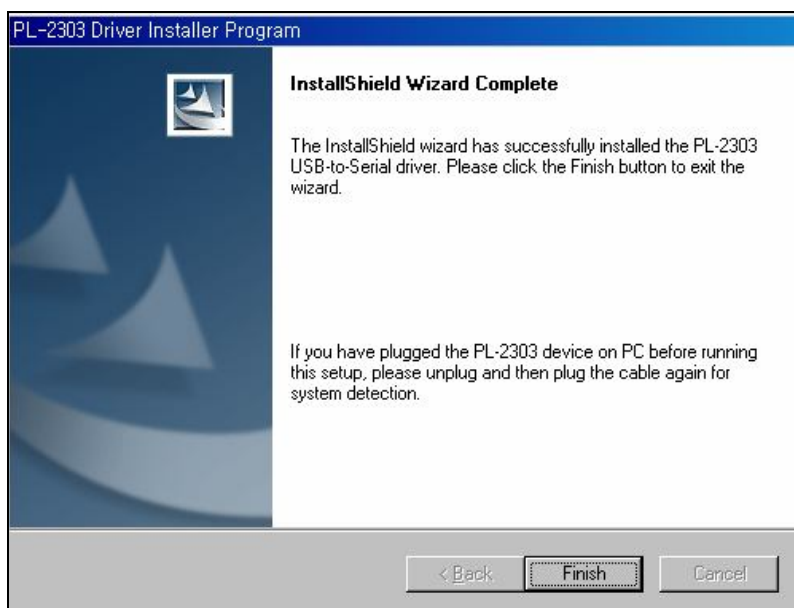 PL-2303 Driver Installer Program
InstallShield Wizard Complete
The InstallShield wizard has successfully installed the PL-2303
USB-to-Serial driver. Please click the Finish button to exit the
wizard.
If you have plugged the PL-2303 device on PC before running
this setup, please unplug and then plug the cable again for
system detection.
< Back Finish Cancel